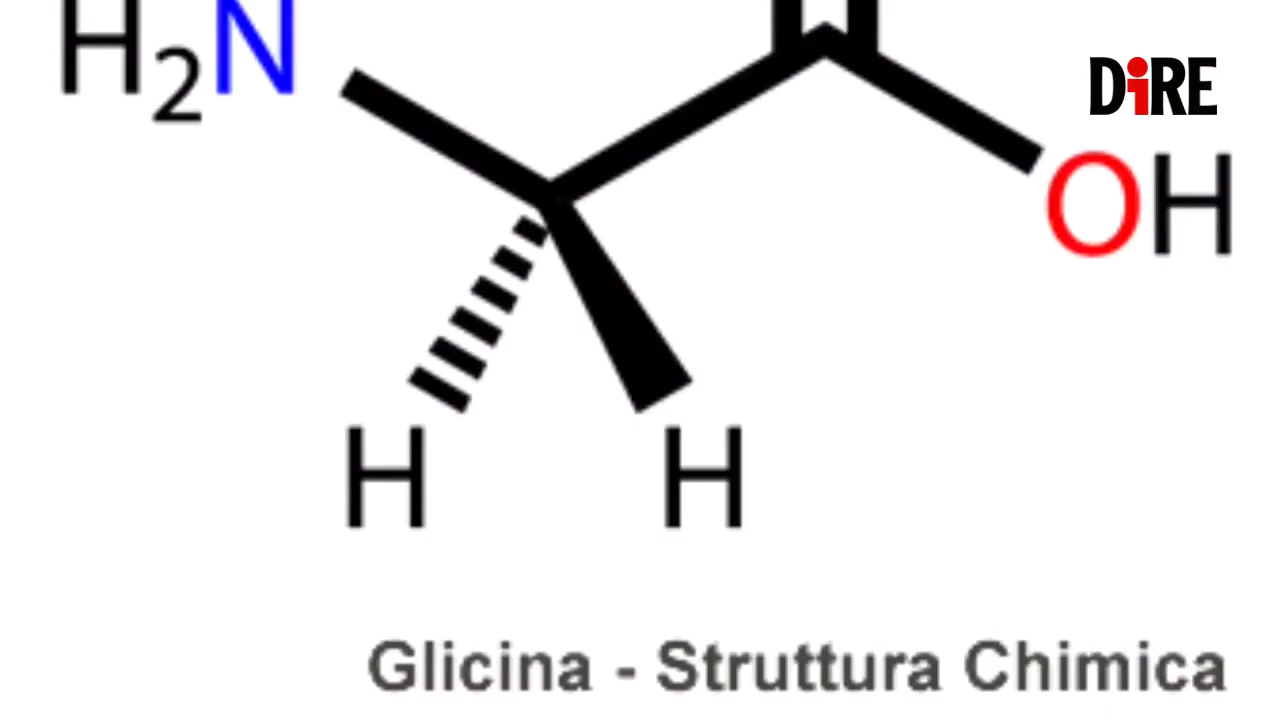 H₂N
DiRE
OH
H H
Glicina - Struttura Chimica